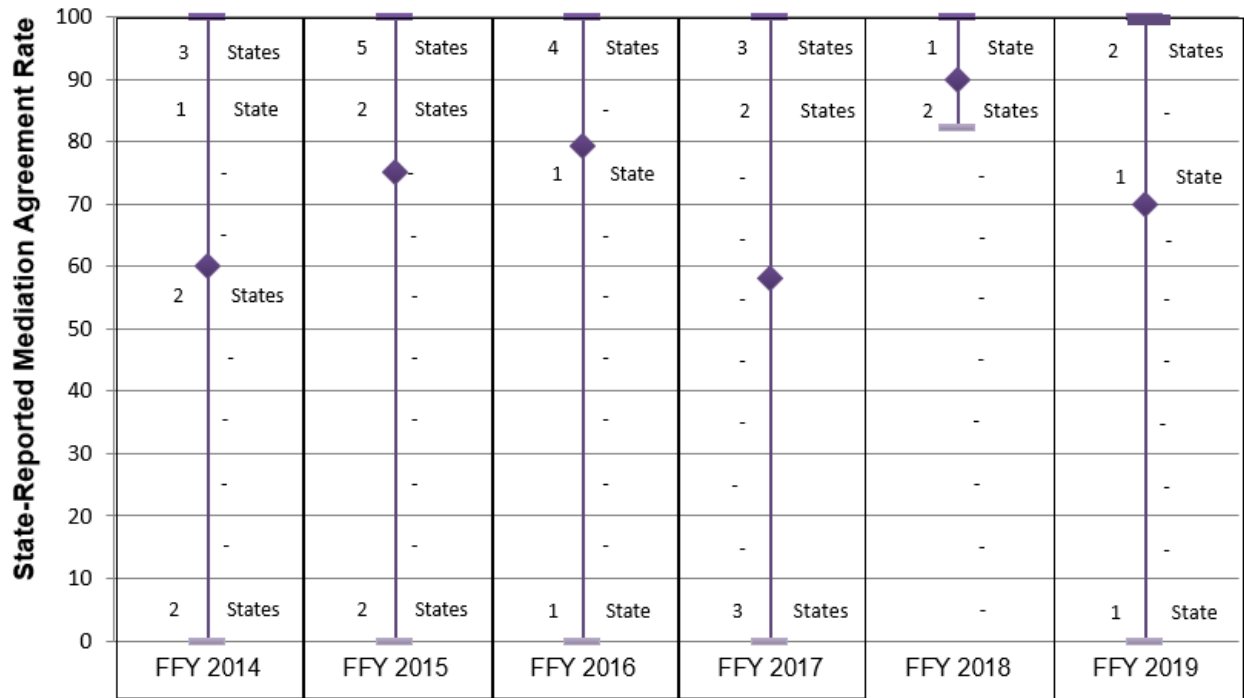 State-Reported Mediation Agreement Rate
100
3 States 5 States 4 States 3 States 1 State 2 States
90
1 State 2 States - 2 States 2 States -
80
- - 1 State - - 1 State
70
- - - - - -
60
2 States - - - - -
50
- - - - - -
40
- - - - - -
30
- - - - - -
20
- - - - - -
10
2 States 2 States 1 State 3 States - 1 State
0
FFY 2014 FFY 2015 FFY 2016 FFY 2017 FFY 2018 FFY 2019